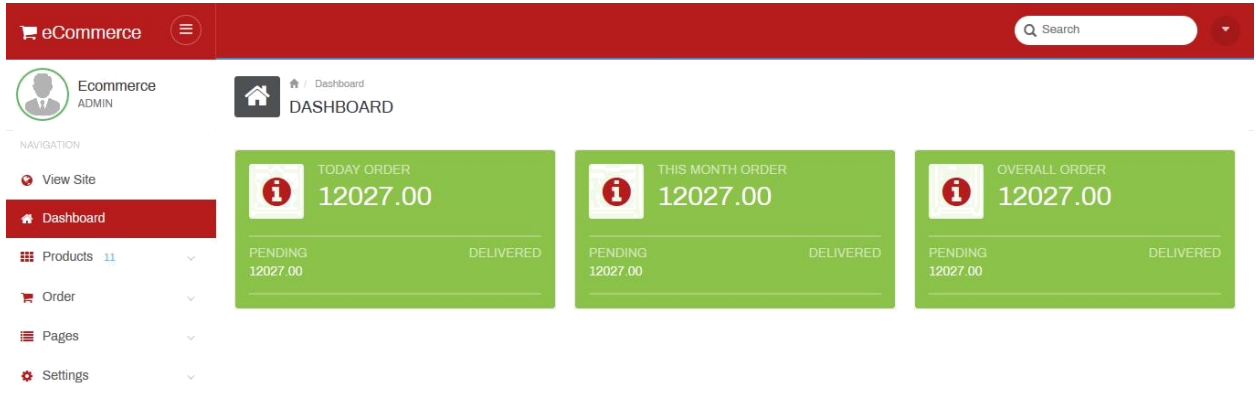 eCommerce
Search
Ecommerce
ADMIN
/ Dashboard
DASHBOARD
NAVIGATION
View Site
Dashboard
Products 11
Order
Pages
Settings
TODAY ORDER
12027.00
PENDING DELIVERED
12027.00
THIS MONTH ORDER
12027.00
PENDING DELIVERED
12027.00
OVERALL ORDER
12027.00
PENDING DELIVERED
12027.00